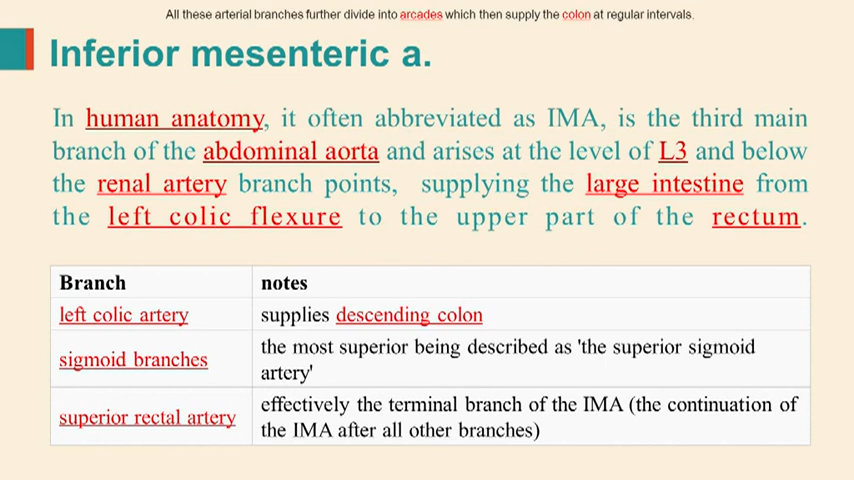 All these arterial branches further divide into arcades which then supply the colon at regular intervals.
Inferior mesenteric a.
In human anatomy, it often abbreviated as IMA, is the third main
branch of the abdominal aorta and arises at the level of L3 and below
the renal artery branch points, supplying the large intestine from
the left colic flexure to the upper part of the rectum.
Branch notes
left colic artery supplies descending colon
sigmoid branches the most superior being described as 'the superior sigmoid
artery'
superior rectal artery effectively the terminal branch of the IMA (the continuation of
the IMA after all other branches)